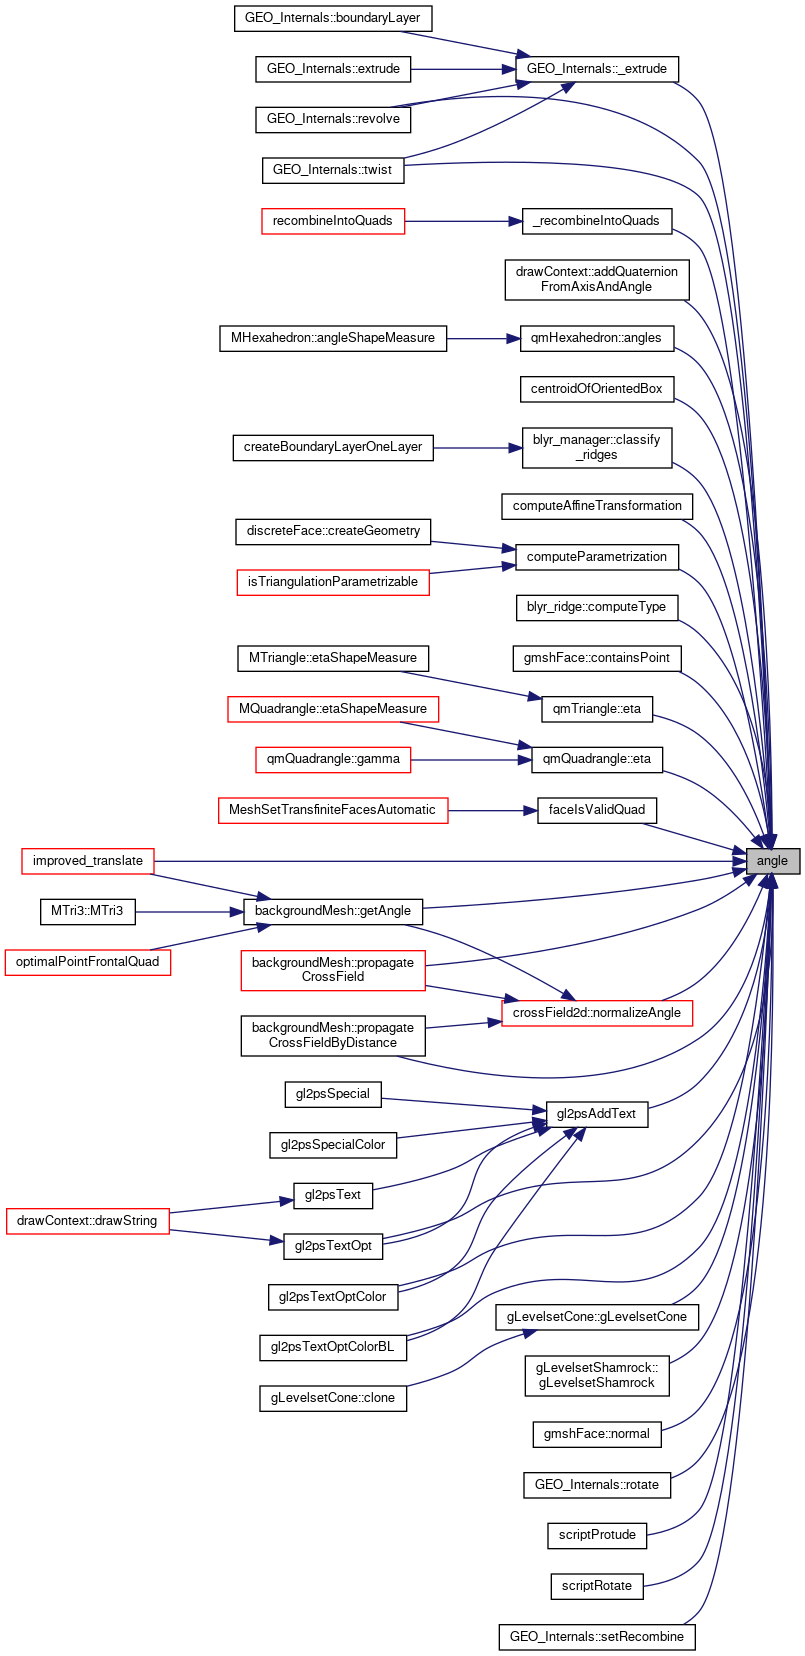 GEO_Internals::boundaryLayer
GEO_Internals::extrude
GEO_Internals::_extrude
GEO_Internals::revolve
GEO_Internals::twist
recombineIntoQuads
_recombineIntoQuads
drawContext::addQuaternion
FromAxisAndAngle
MHexahedron::angleShapeMeasure
qmHexahedron::angles
centroidOfOrientedBox
createBoundaryLayerOneLayer
blyr_manager::classify
_ridges
computeAffineTransformation
discreteFace::createGeometry
computeParametrization
isTriangulationParametrizable
blyr_ridge::computeType
MTriangle::etaShapeMeasure
gmshFace::containsPoint
MQuadrangle::etaShapeMeasure
qmTriangle::eta
qmQuadrangle::gamma
qmQuadrangle::eta
MeshSetTransfiniteFacesAutomatic
faceIsValidQuad
improved_translate
angle
MTri3::MTri3
backgroundMesh::getAngle
optimalPointFrontalQuad
backgroundMesh::propagate
CrossField
crossField2d::normalizeAngle
backgroundMesh::propagate
CrossFieldByDistance
gl2psSpecial
gl2psAddText
gl2psSpecialColor
gl2psText
drawContext::drawString
gl2psTextOpt
gl2psTextOptColor
gLevelsetCone::gLevelsetCone
gl2psTextOptColorBL
gLevelsetShamrock::
gLevelsetShamrock
gLevelsetCone::clone
gmshFace::normal
GEO_Internals::rotate
scriptProtude
scriptRotate
GEO_Internals::setRecombine